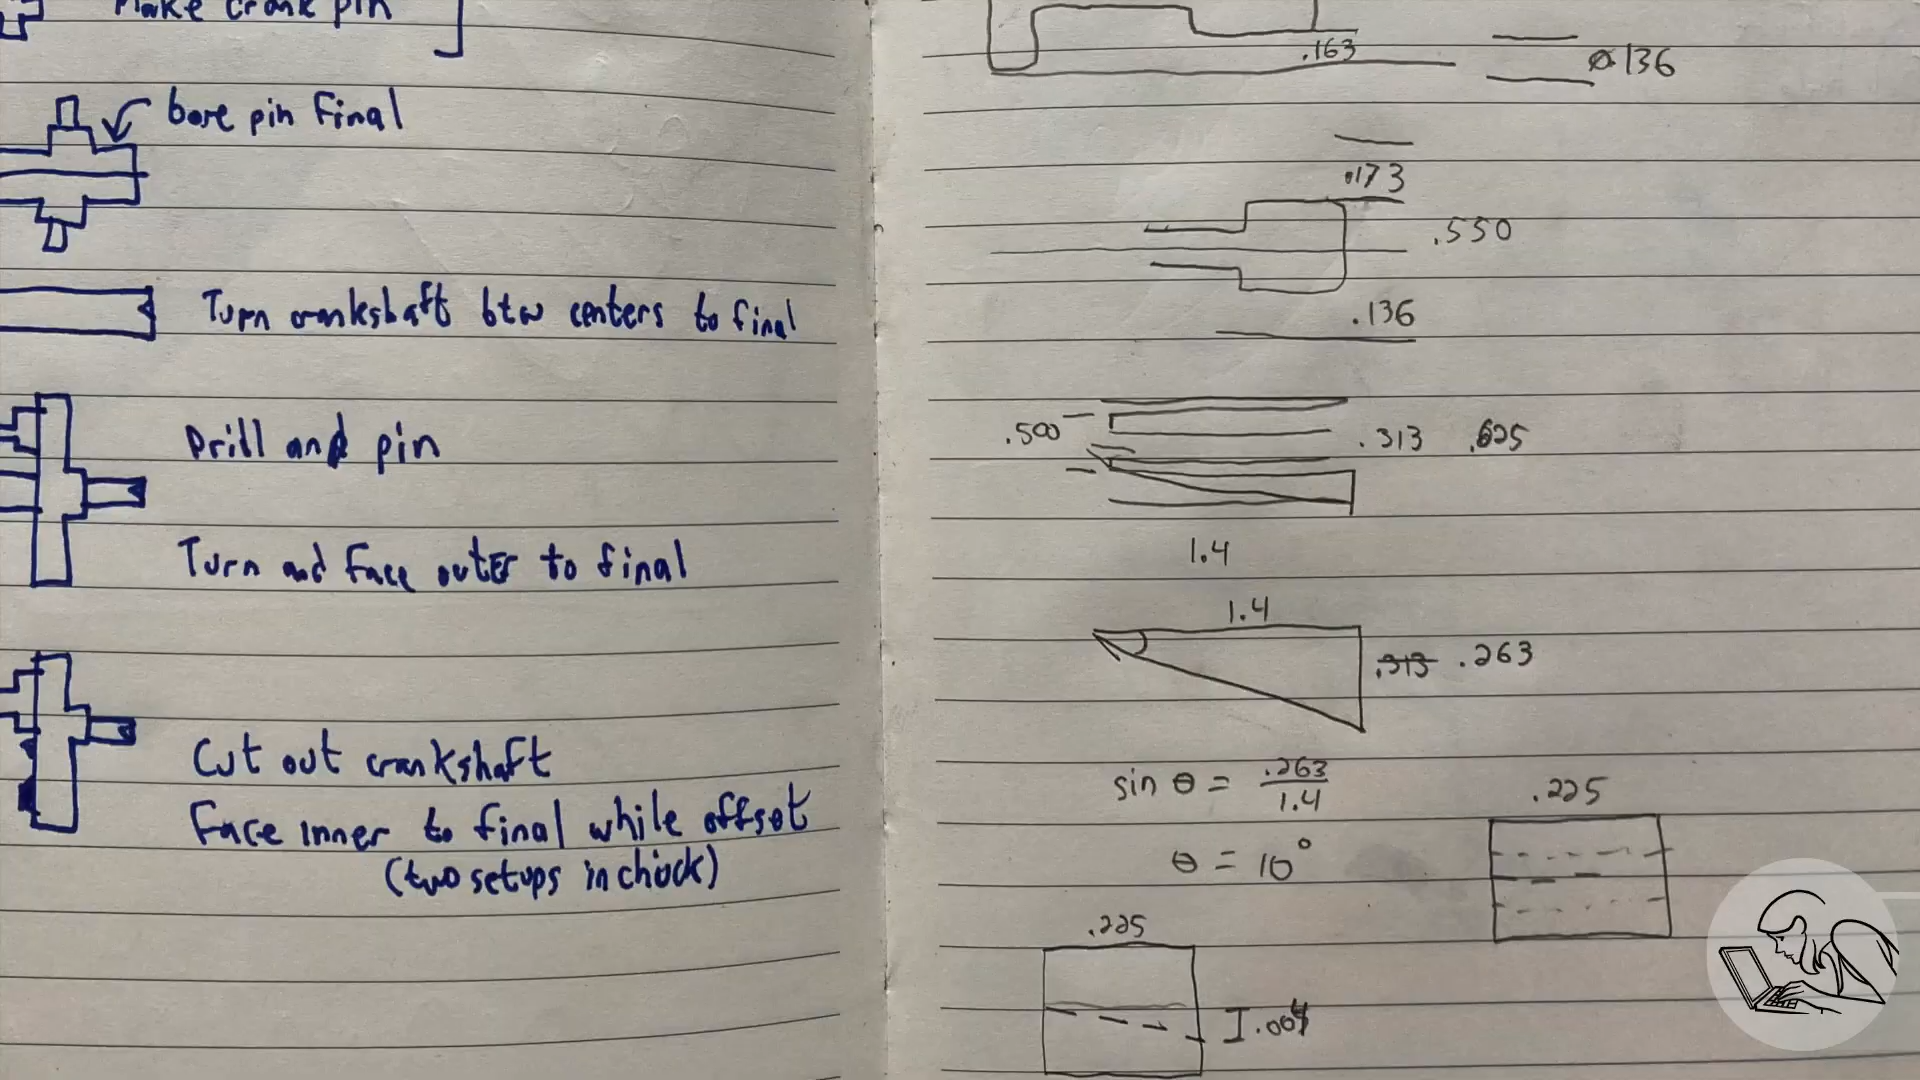 Make crank pin
bore pin final
Turn crankshaft btw centers to final
Drill and pin
Turn and face outer to final
Cut out crankshaft
Face inner to final while offset
(two setups in chuck)
.163
⌀136
.173
.550
.136
.500
.313 .625
1.4
1.4
.313 .263
sin θ = .263/1.4
θ = 10°
.225
.225
I.004